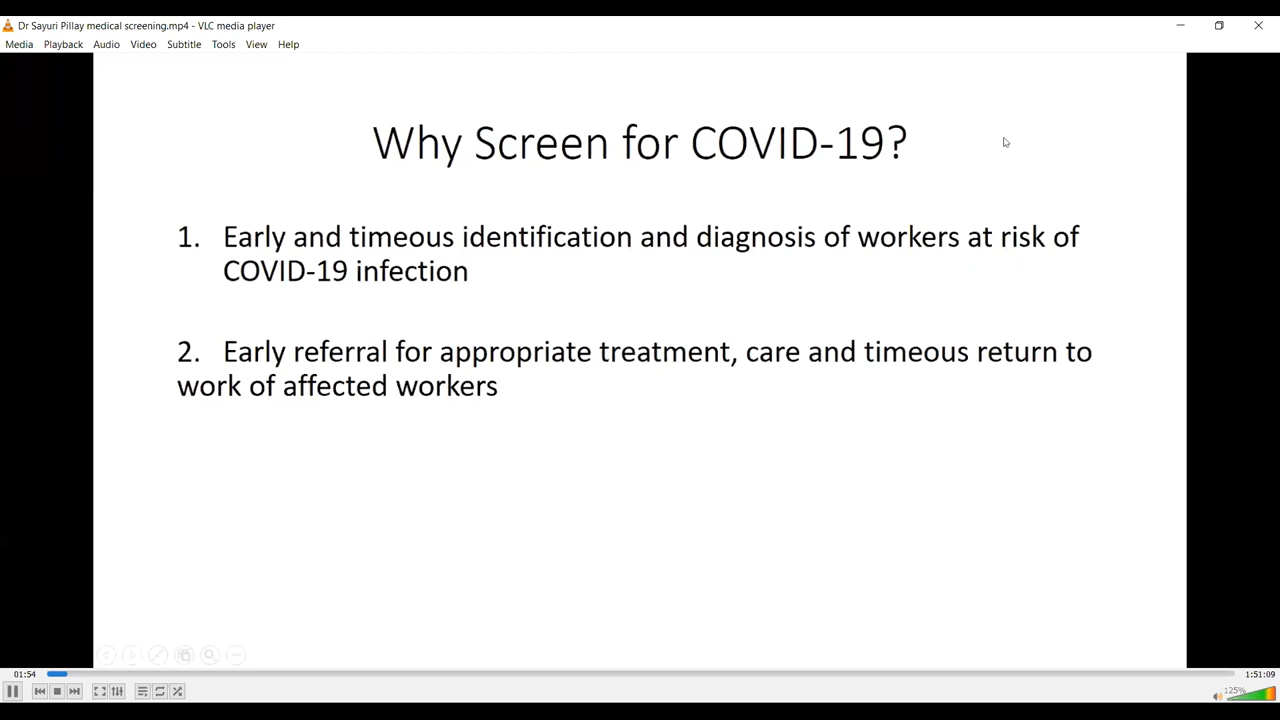 Dr Sayuri Pillay medical screening.mp4 - VLC media player
Media Playback Audio Video Subtitle Tools View Help
Why Screen for COVID-19?
1. Early and timeous identification and diagnosis of workers at risk of
COVID-19 infection
2. Early referral for appropriate treatment, care and timeous return to
work of affected workers
01:54 1:51:09
125%